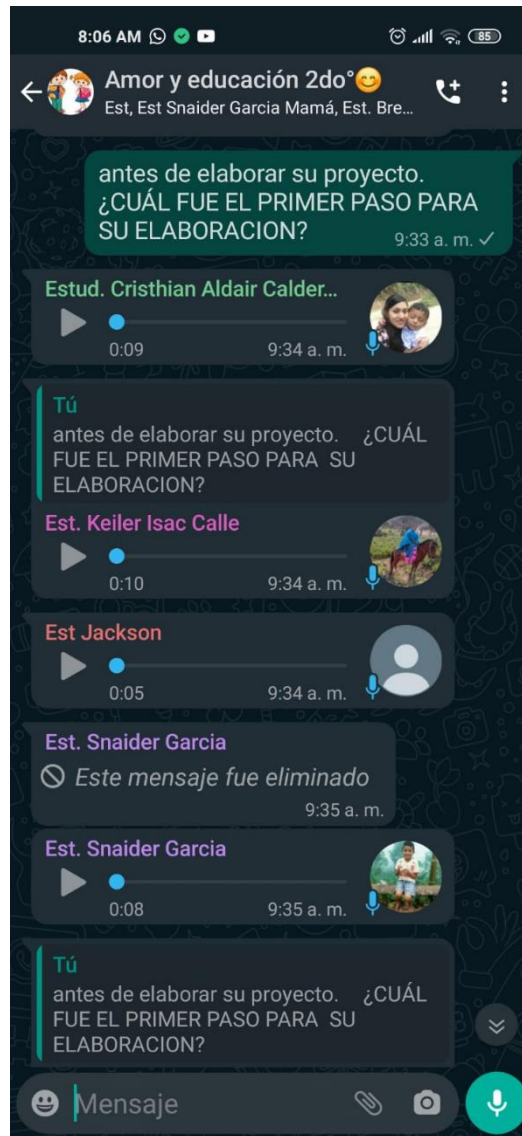 8:06 AM
85
Amor y educación 2do°😊
Est, Est Snaider Garcia Mamá, Est. Bre...
antes de elaborar su proyecto.
¿CUÁL FUE EL PRIMER PASO PARA
SU ELABORACION?
9:33 a. m.
Estud. Cristhian Aldair Calder...
0:09 9:34 a. m.
Tú
antes de elaborar su proyecto. ¿CUÁL
FUE EL PRIMER PASO PARA SU
ELABORACION?
Est. Keiler Isac Calle
0:10 9:34 a. m.
Est Jackson
0:05 9:34 a. m.
Est. Snaider Garcia
Este mensaje fue eliminado
9:35 a. m.
Est. Snaider Garcia
0:08 9:35 a. m.
Tú
antes de elaborar su proyecto. ¿CUÁL
FUE EL PRIMER PASO PARA SU
ELABORACION?
Mensaje